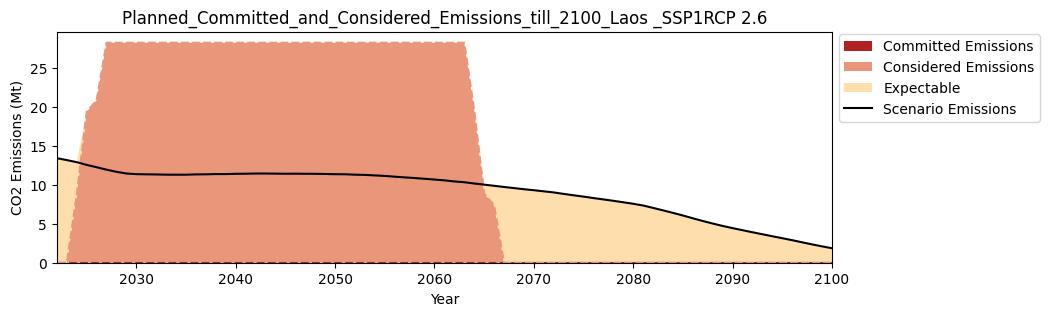 Planned_Committed_and_Considered_Emissions_till_2100_Laos _SSP1RCP 2.6
Committed Emissions
Considered Emissions
Expectable
Scenario Emissions
CO2 Emissions (Mt)
25
20
15
10
5
0
2030 2040 2050 2060 2070 2080 2090 2100
Year